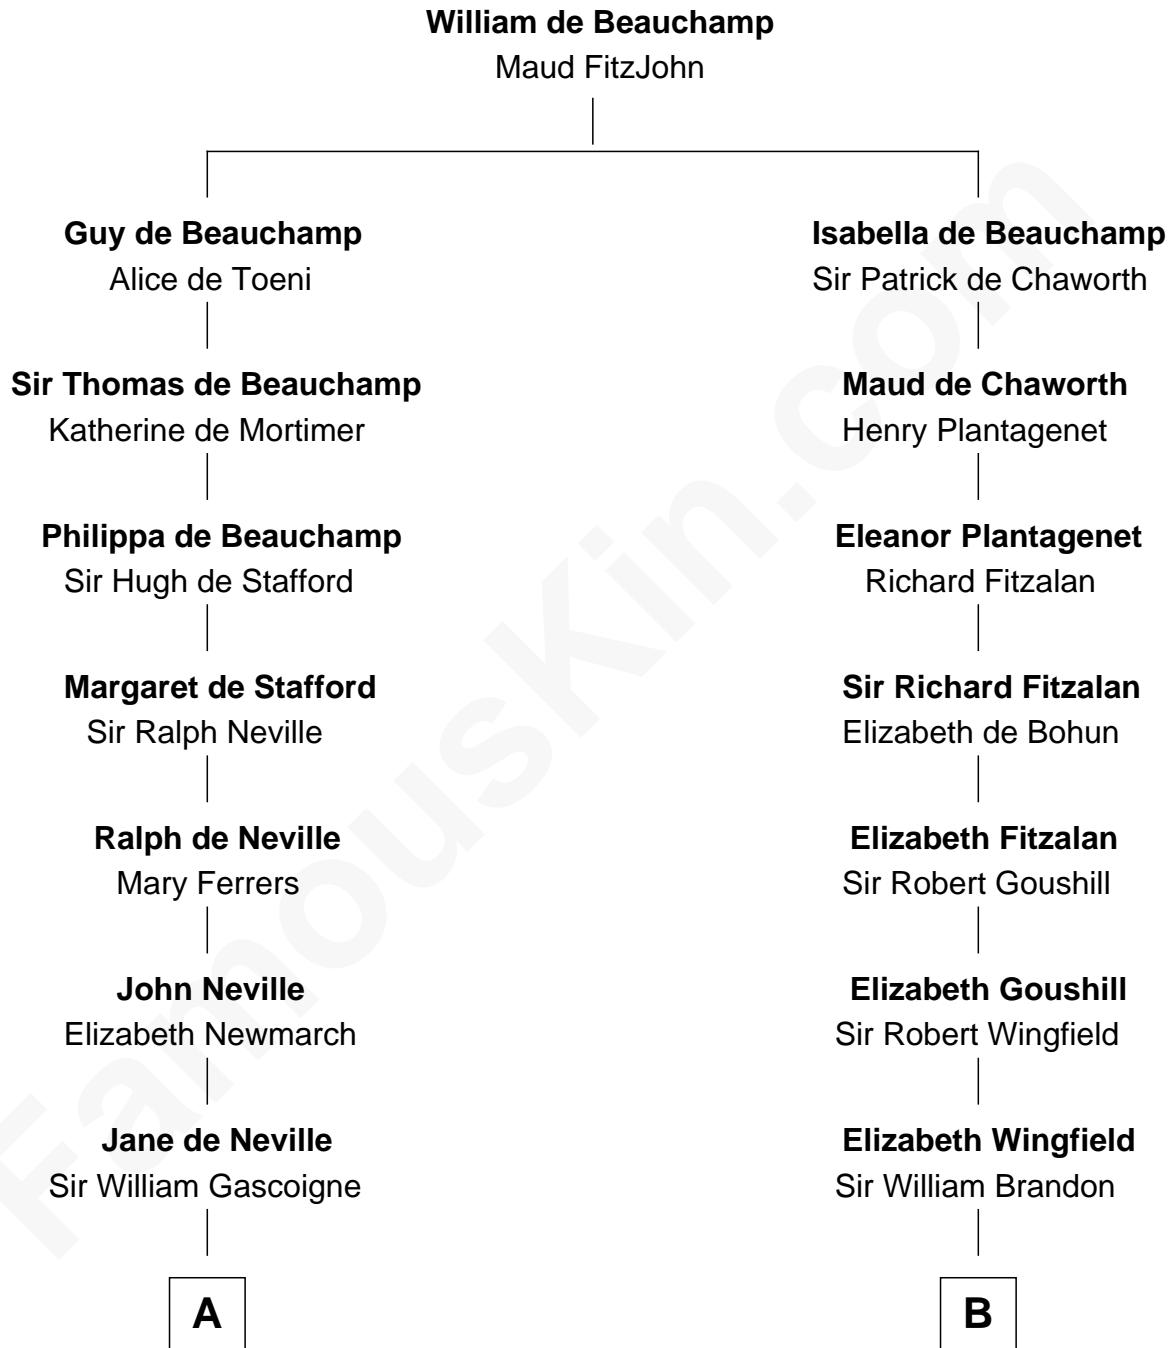 William de Beauchamp
Maud FitzJohn
Guy de Beauchamp
Alice de Toeni
Isabella de Beauchamp
Sir Patrick de Chaworth
Sir Thomas de Beauchamp
Katherine de Mortimer
Maud de Chaworth
Henry Plantagenet
Philippa de Beauchamp
Sir Hugh de Stafford
Eleanor Plantagenet
Richard Fitzalan
Margaret de Stafford
Sir Ralph Neville
Sir Richard Fitzalan
Elizabeth de Bohun
Ralph de Neville
Mary Ferrers
Elizabeth Fitzalan
Sir Robert Goushill
John Neville
Elizabeth Newmarch
Elizabeth Goushill
Sir Robert Wingfield
Jane de Neville
Sir William Gascoigne
Elizabeth Wingfield
Sir William Brandon
A
B
FamousKin.com